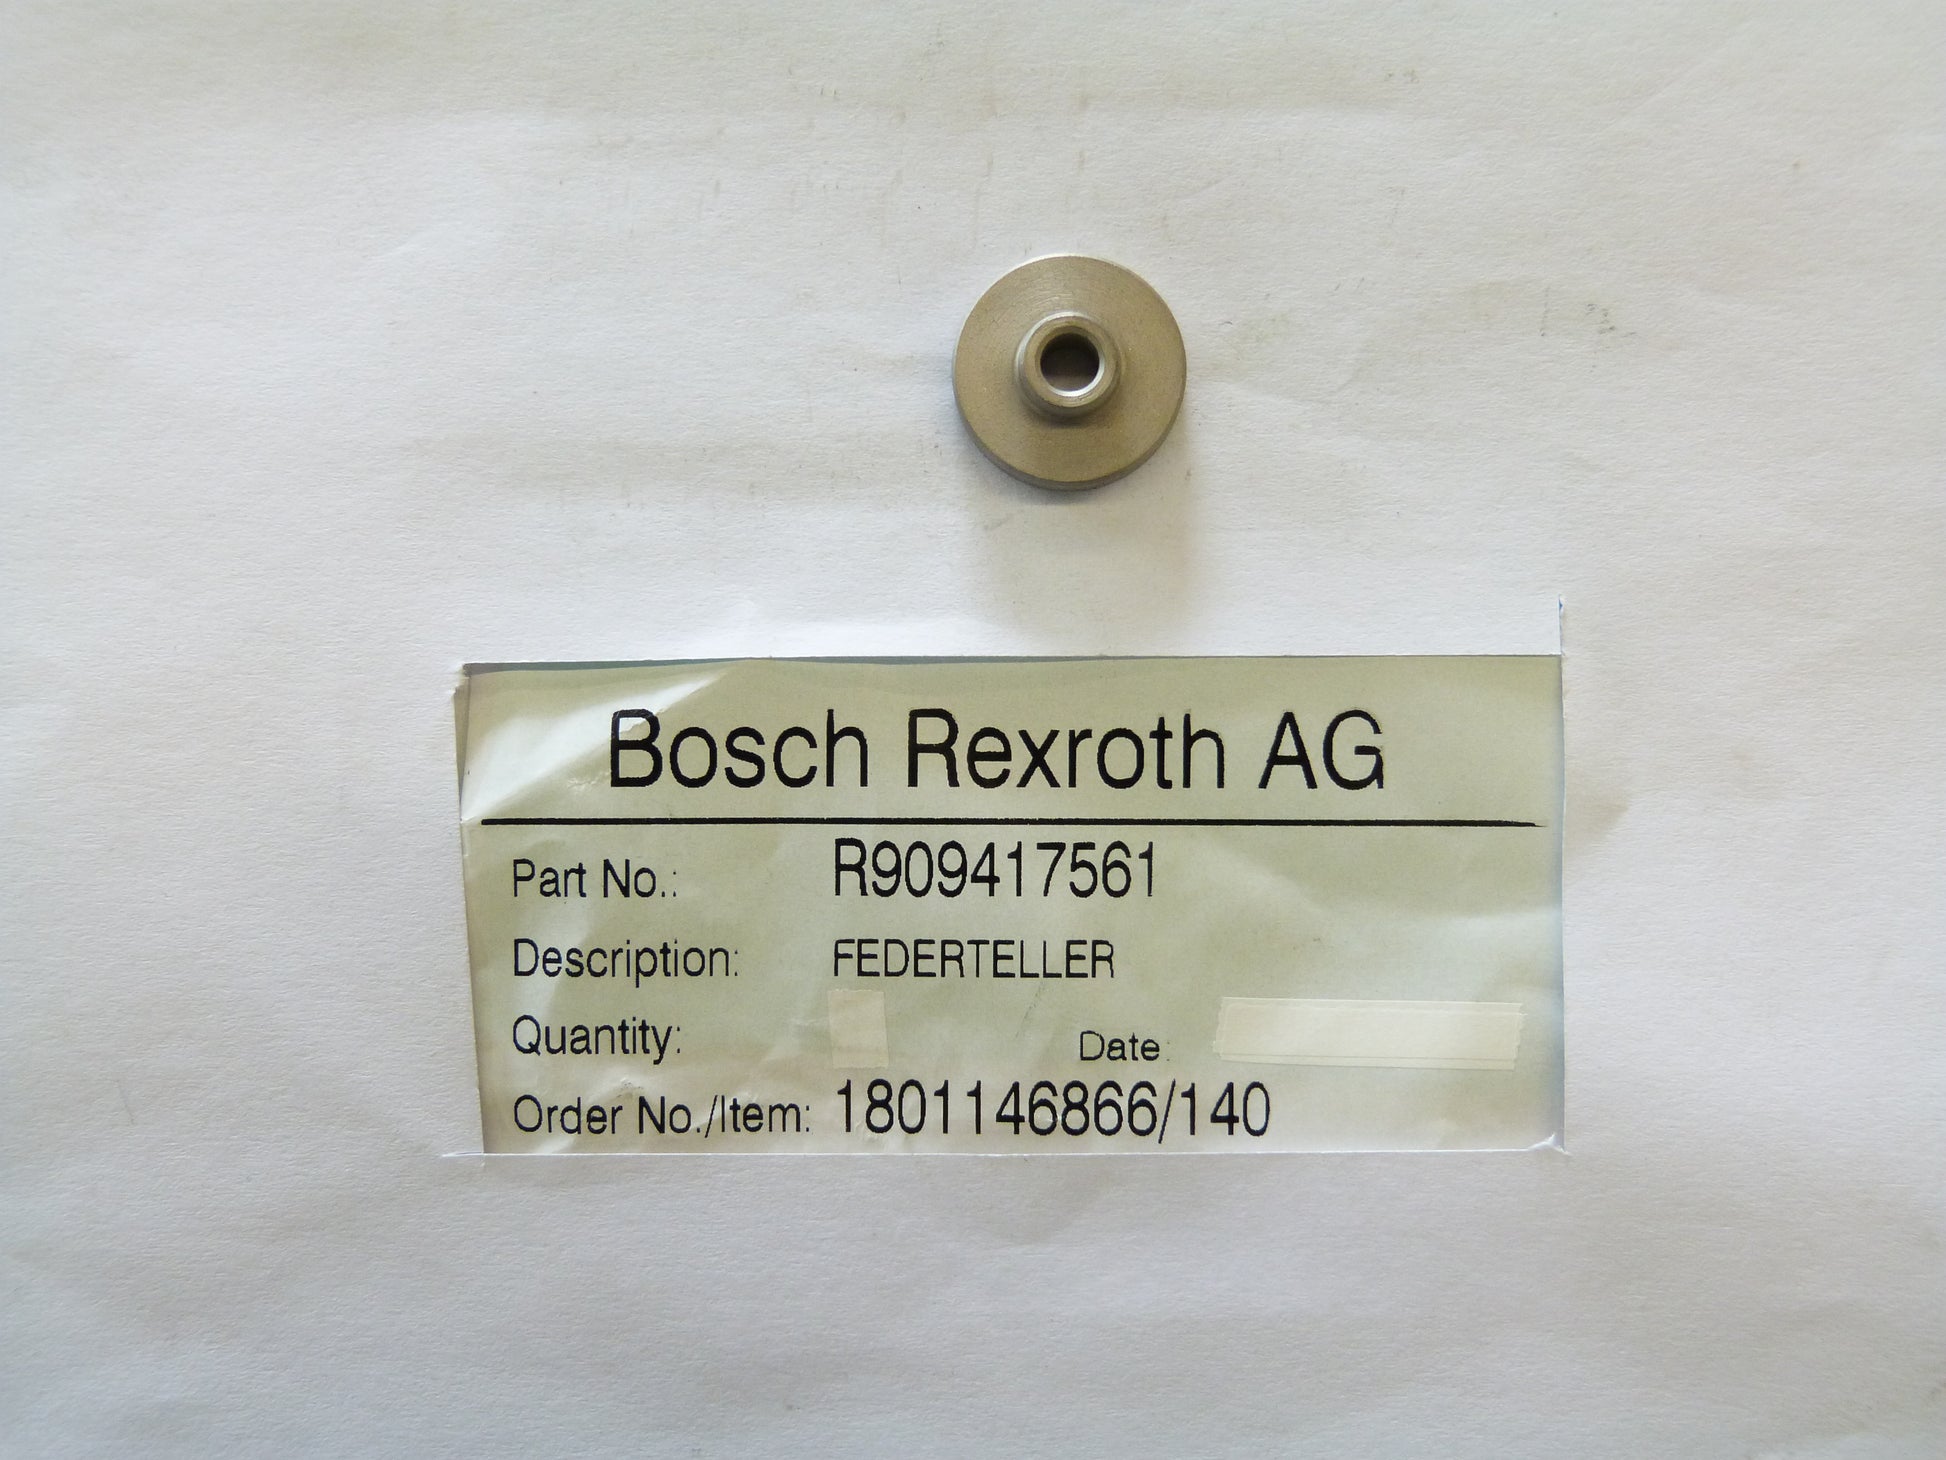 Bosch Rexroth AG
Part No.: R909417561
Description: FEDERTELLER
Quantity: Date:
Order No./Item: 1801146866/140